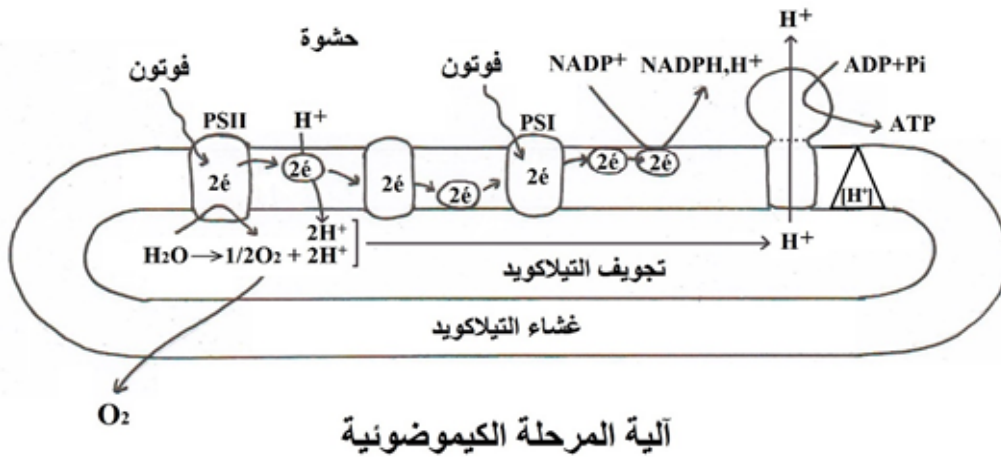 H⁺
حشوة
فوتون
فوتون
NADP⁺
NADPH,H⁺
ADP+Pi
PSII
H⁺
PSI
ATP
2é
2é
2é
2é
2é
2é
2é
[H⁺]
2H⁺
H₂O → 1/2O₂ + 2H⁺
H⁺
تجويف التيلاكويد
غشاء التيلاكويد
O₂
آلية المرحلة الكيموضوئية